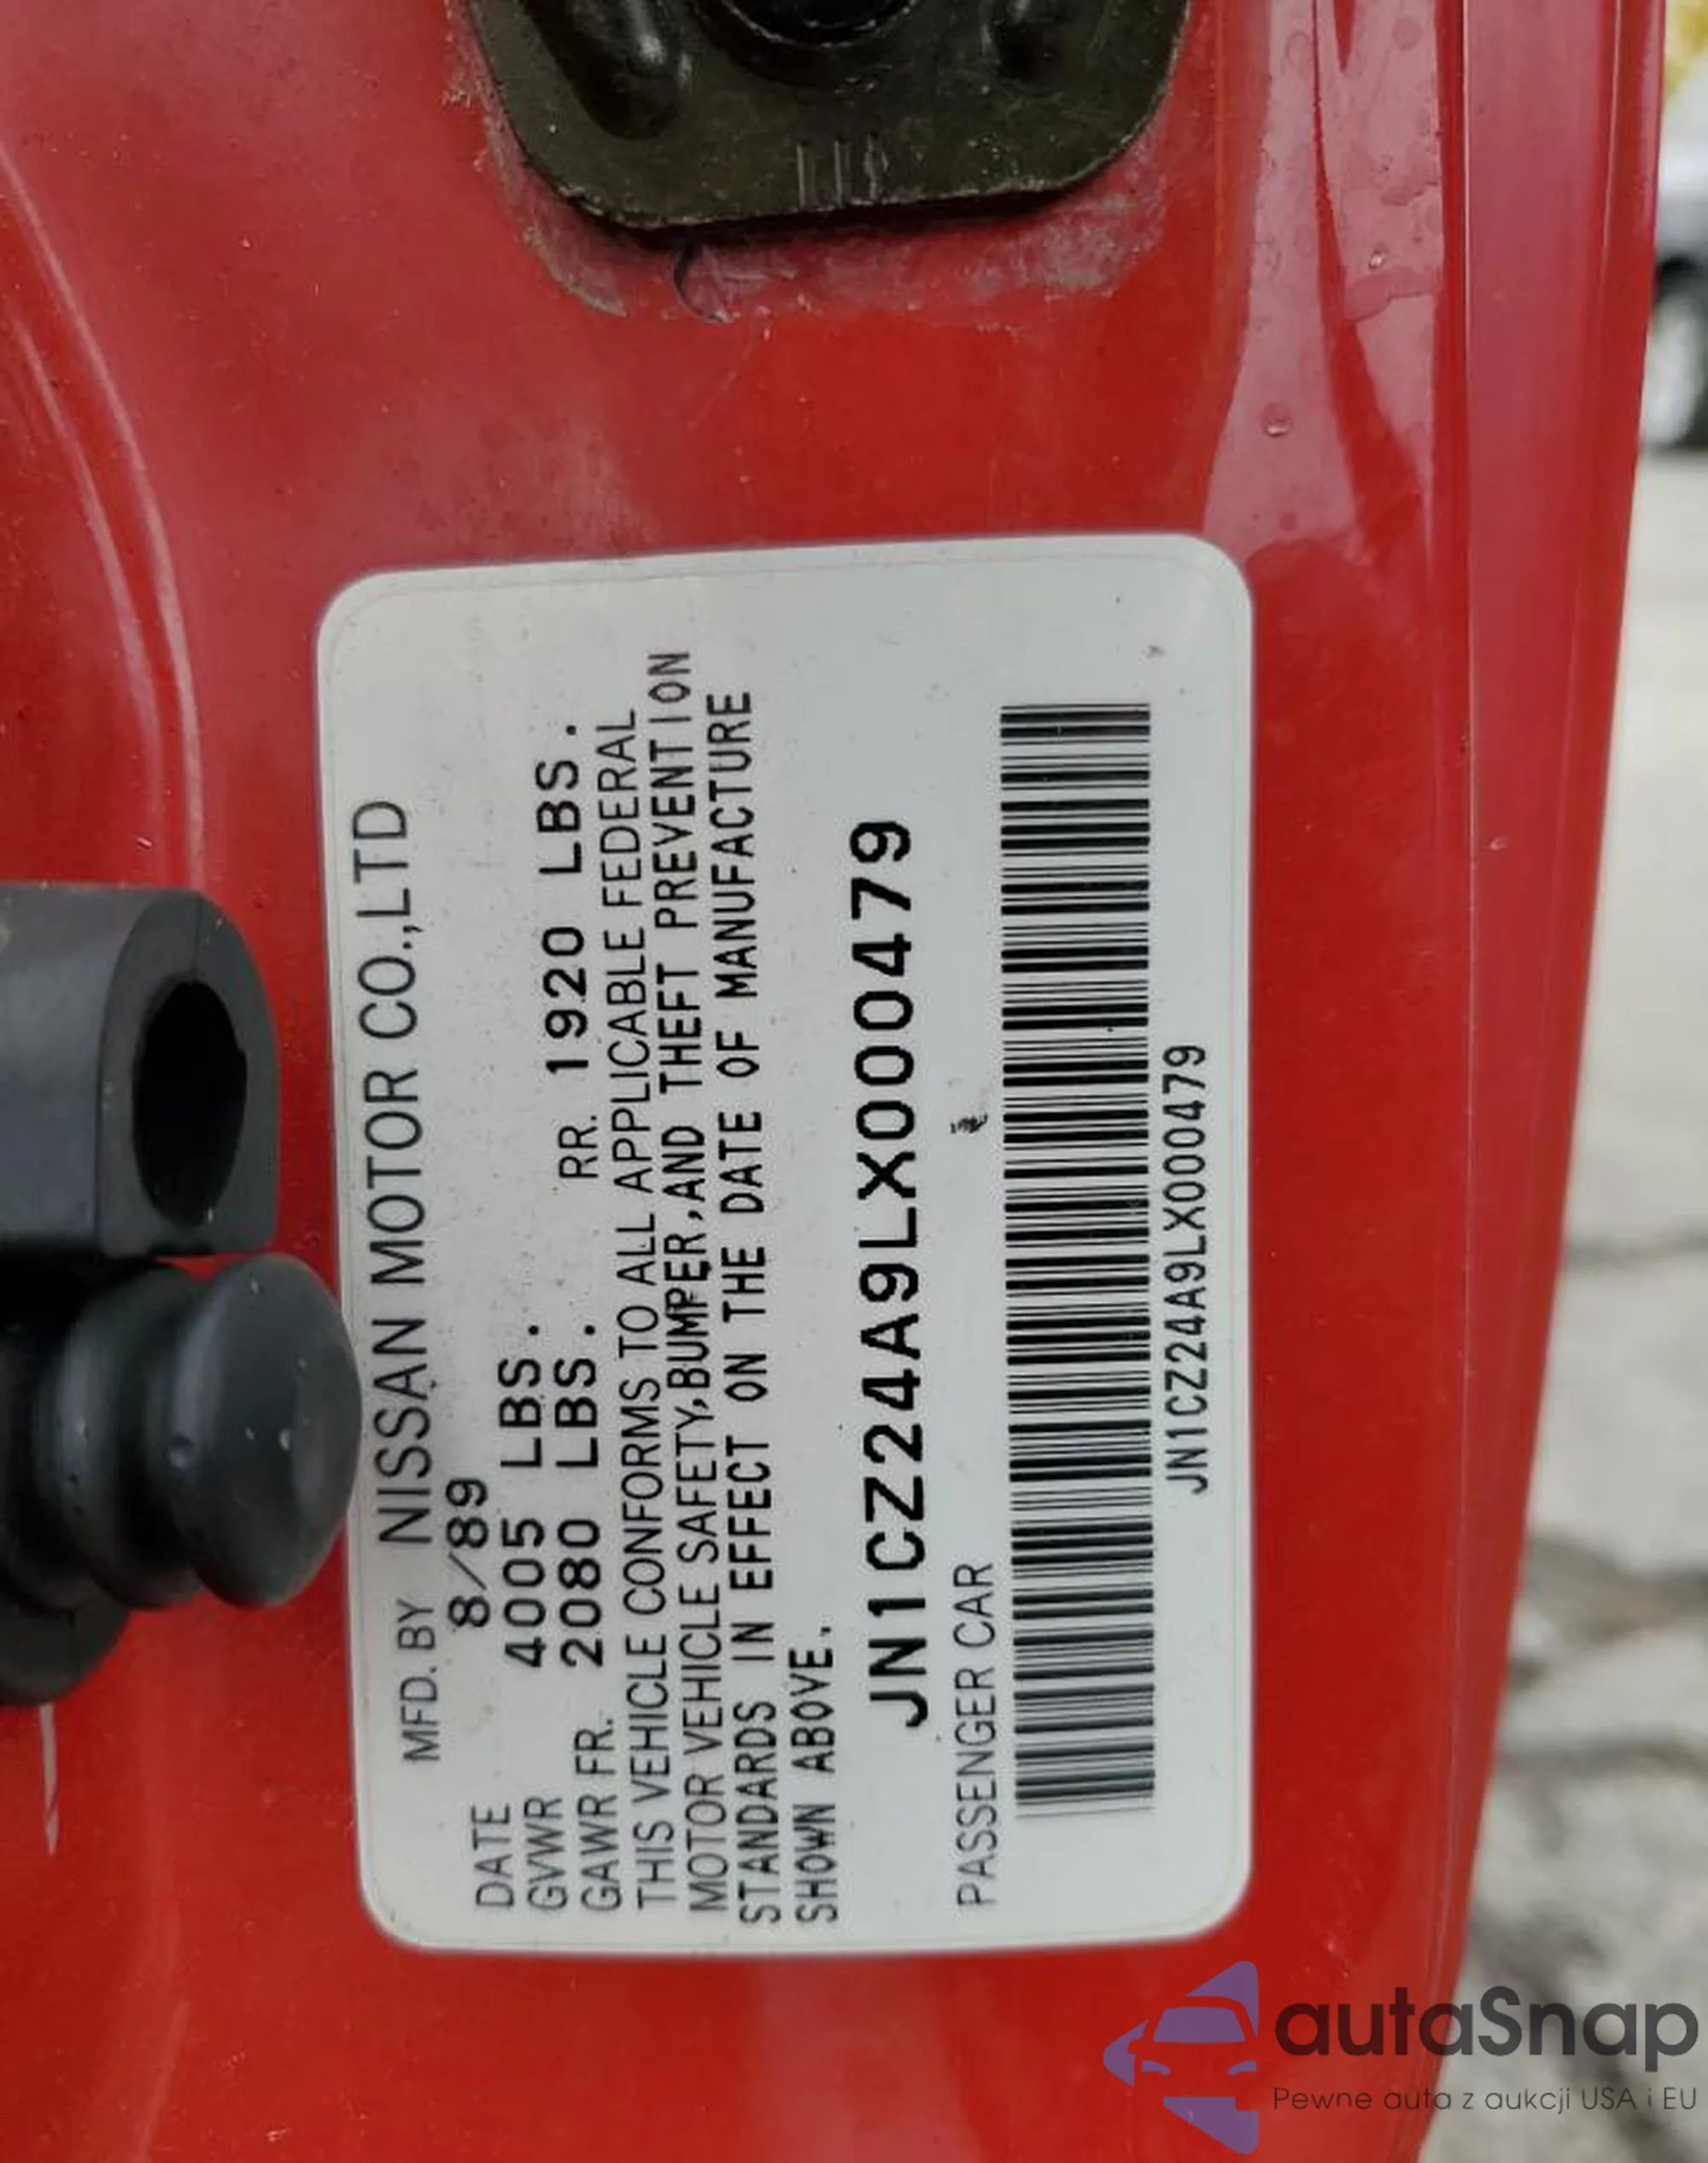 MFD. BY NISSAN MOTOR CO.,LTD
DATE 8/89
GVWR 4005 LBS.
GAWR FR. 2080 LBS. RR. 1920 LBS.
THIS VEHICLE CONFORMS TO ALL APPLICABLE FEDERAL
MOTOR VEHICLE SAFETY,BUMPER,AND THEFT PREVENTION
STANDARDS IN EFFECT ON THE DATE OF MANUFACTURE
SHOWN ABOVE.
JN1CZ24A9LX000479
PASSENGER CAR
JN1CZ24A9LX000479
autaSnap
Pewne auta z aukcji USA i EU